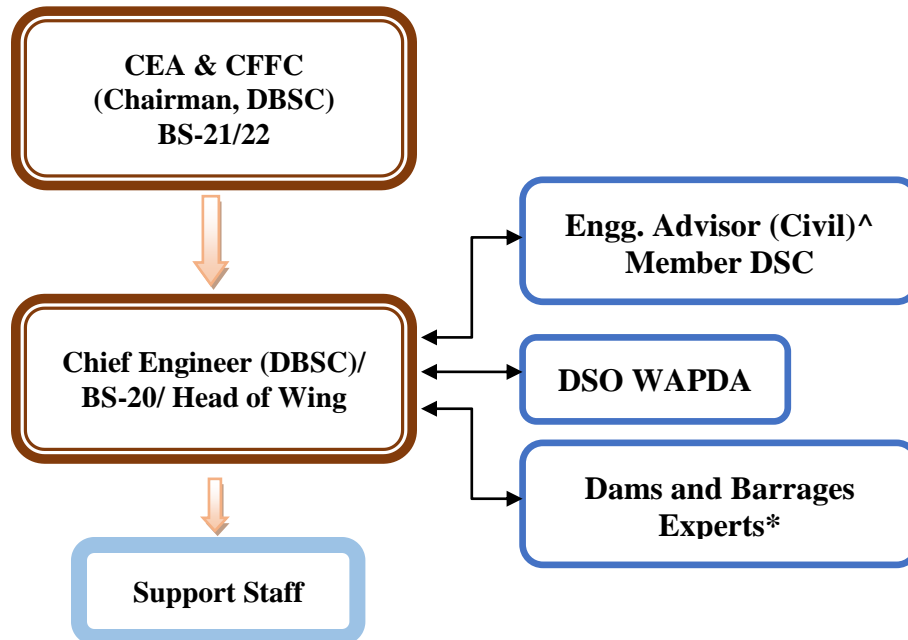 CEA & CFFC
(Chairman, DBSC)
BS-21/22
Engg. Advisor (Civil)^
Member DSC
Chief Engineer (DBSC)/
BS-20/ Head of Wing
DSO WAPDA
Dams and Barrages
Experts*
Support Staff